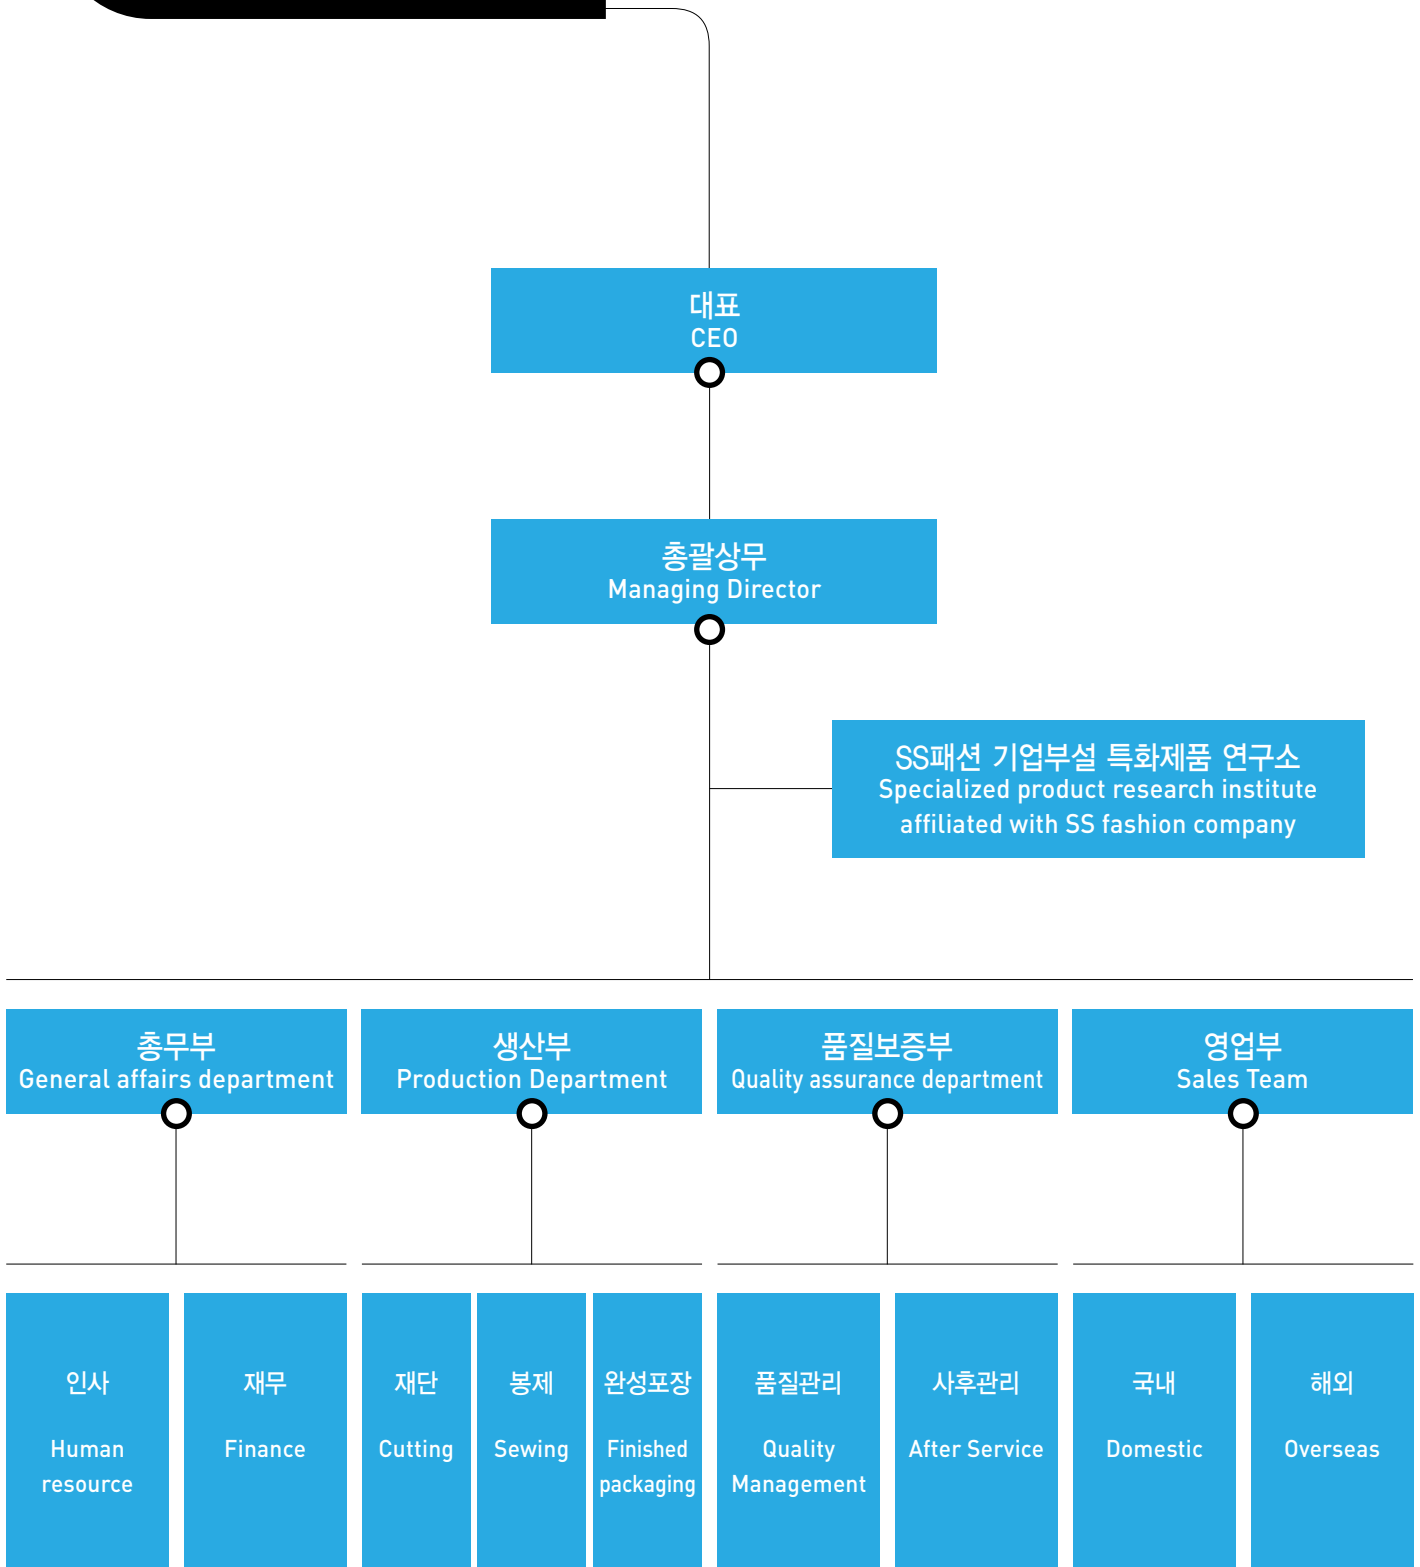 대표
CEO
총괄상무
Managing Director
SS패션 기업부설 특화제품 연구소
Specialized product research institute
affiliated with SS fashion company
총무부
General affairs department
생산부
Production Department
품질보증부
Quality assurance department
영업부
Sales Team
인사
Human
resource
재무
Finance
재단
Cutting
봉제
Sewing
완성포장
Finished
packaging
품질관리
Quality
Management
사후관리
After Service
국내
Domestic
해외
Overseas